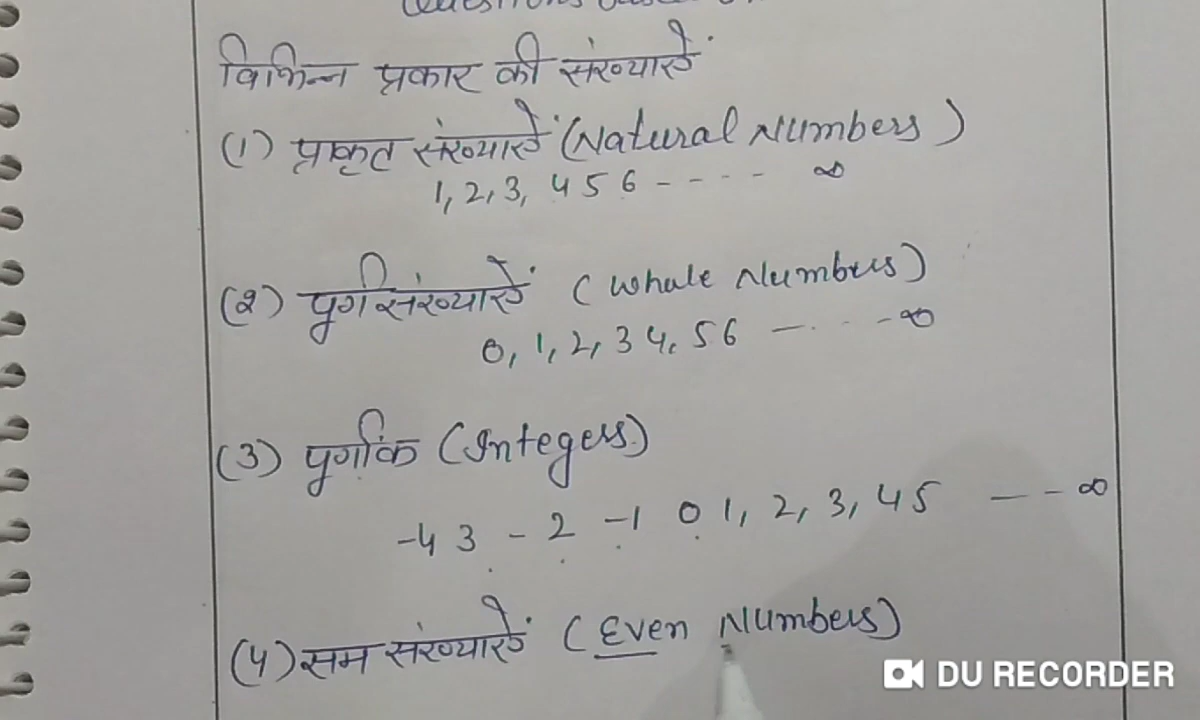 Questions based
विभिन्न प्रकार की संख्याऐं
(1) प्राकृत संख्याऐं (Natural Numbers)
1, 2, 3, 4 5 6 - - - - - ∞
(2) पूर्ण संख्याऐं (Whole Numbers)
0, 1, 2, 3 4, 5 6 - - - - ∞
(3) पूर्णांक (Integers)
-4 3 - 2 -1 0 1, 2, 3, 4 5 - - ∞
(4) सम संख्याऐं (Even Numbers)
DU RECORDER